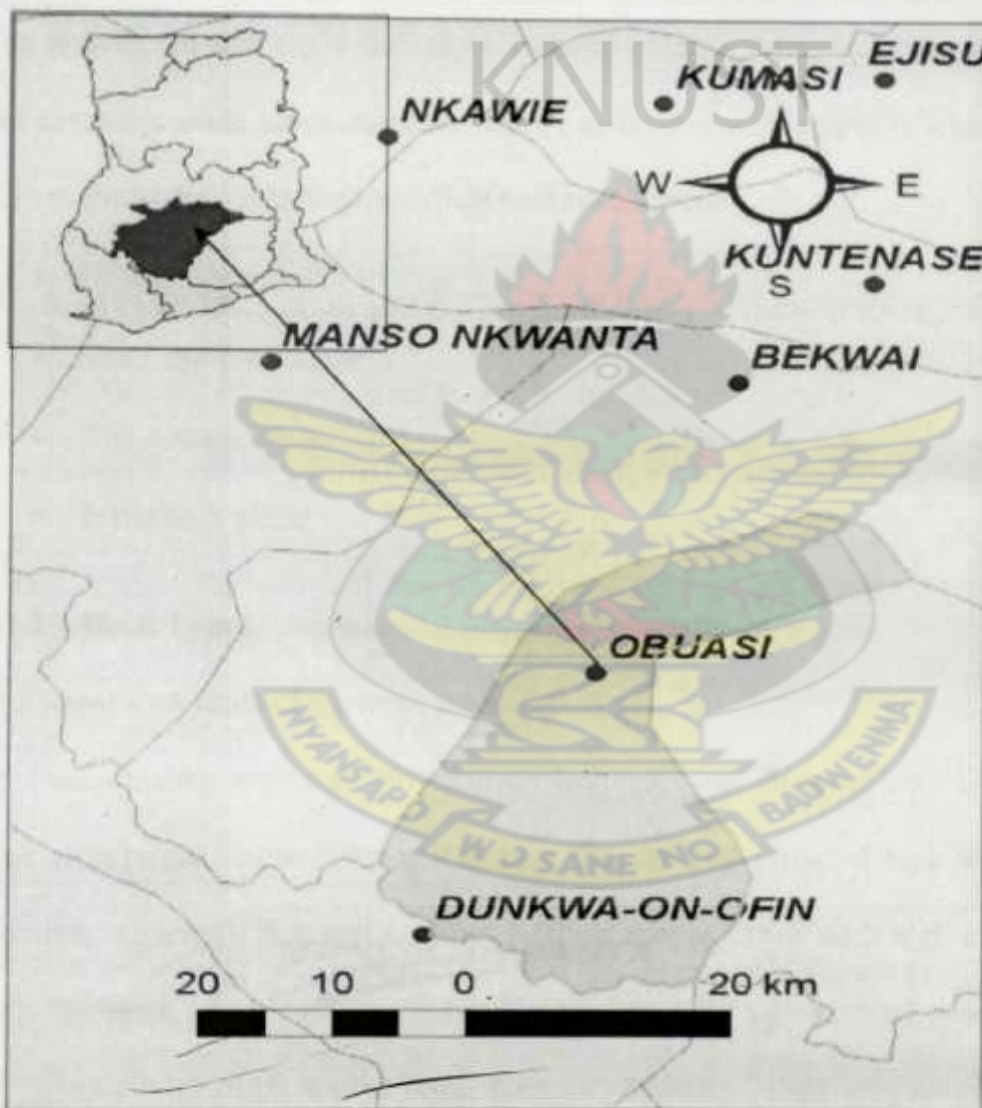 KNUST
EJISU
KUMASI
NKAWIE
W E
KUNTENASE
S
MANSO NKWANTA
BEKWAI
OBUASI
NYANSAPO WƆSANE NO BADWENMA
DUNKWA-ON-OFIN
20 10 0 20 km